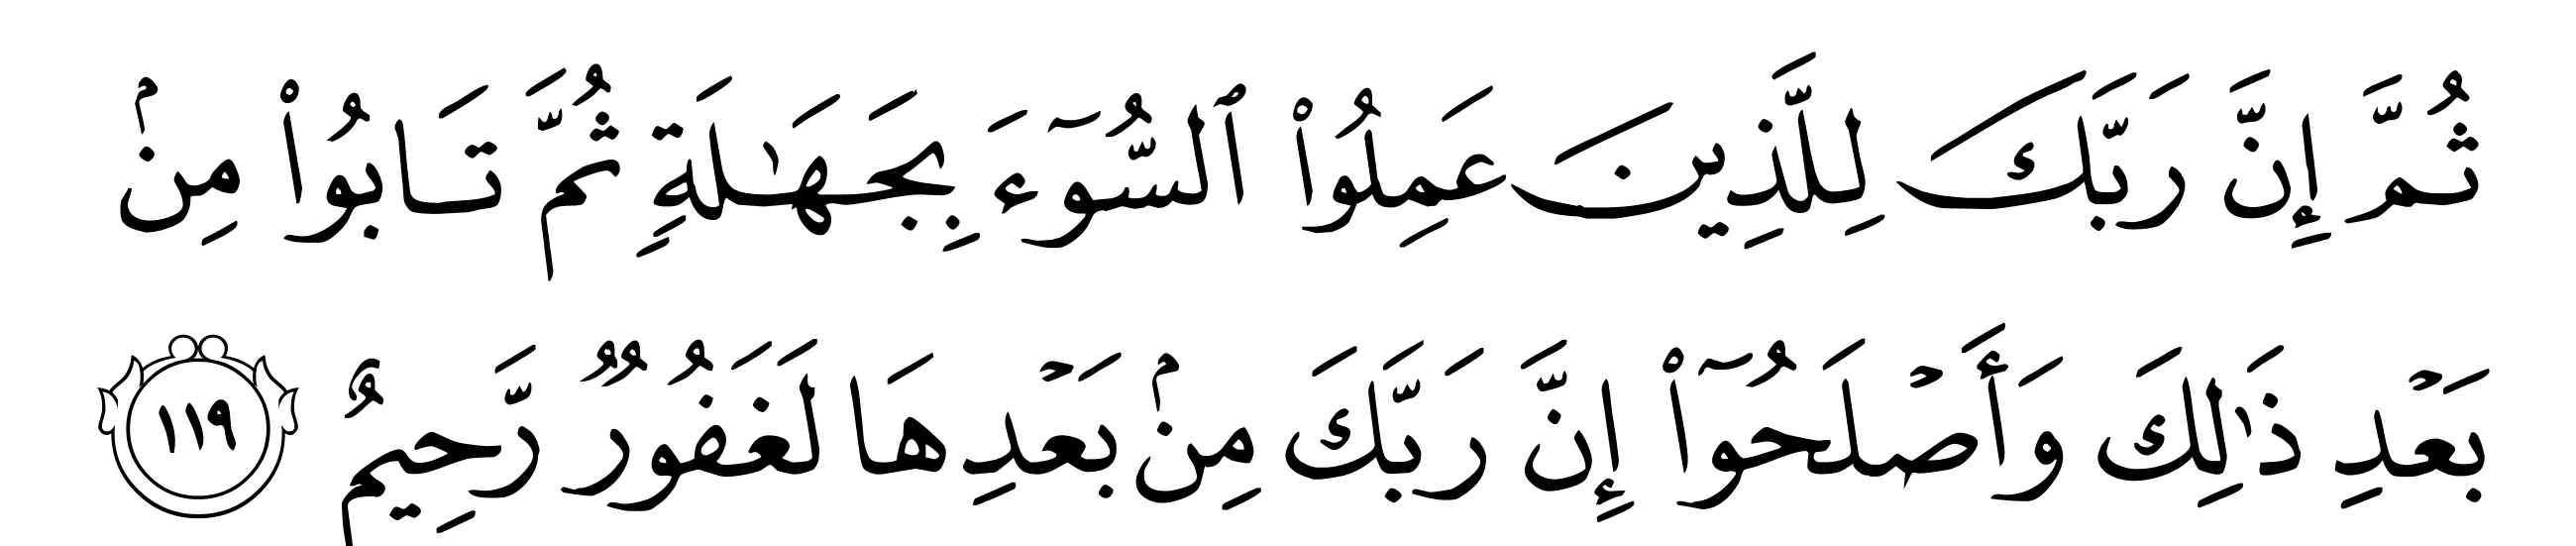 ثُمَّ إِنَّ رَبَّكَ لِلَّذِينَ عَمِلُوا۟ ٱلسُّوٓءَ بِجَهَـٰلَةٍ ثُمَّ تَابُوا۟ مِنۢ
بَعْدِ ذَٰلِكَ وَأَصْلَحُوٓا۟ إِنَّ رَبَّكَ مِنۢ بَعْدِهَا لَغَفُورٌ رَّحِيمٌ ١١٩